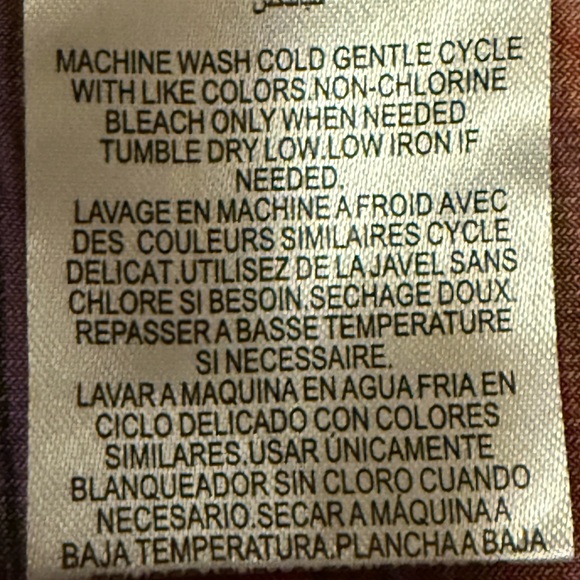 MACHINE WASH COLD GENTLE CYCLE
WITH LIKE COLORS.NON-CHLORINE
BLEACH ONLY WHEN NEEDED.
TUMBLE DRY LOW.LOW IRON IF
NEEDED.
LAVAGE EN MACHINE A FROID AVEC
DES COULEURS SIMILAIRES CYCLE
DELICAT.UTILISEZ DE LA JAVEL SANS
CHLORE SI BESOIN.SECHAGE DOUX.
REPASSER A BASSE TEMPERATURE
SI NECESSAIRE.
LAVAR A MAQUINA EN AGUA FRIA EN
CICLO DELICADO CON COLORES
SIMILARES.USAR ÚNICAMENTE
BLANQUEADOR SIN CLORO CUANDO
NECESARIO.SECAR A MÁQUINA A
BAJA TEMPERATURA.PLANCHA A BAJA